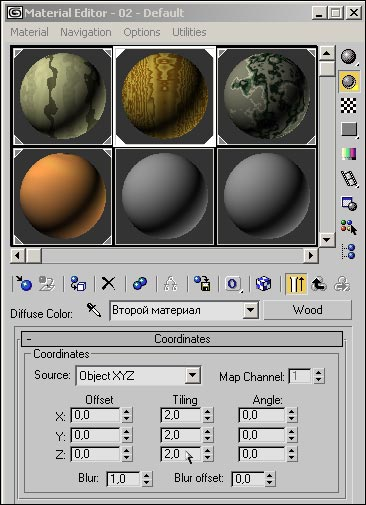 Material Editor - 02 - Default
Material Navigation Options Utilities
Diffuse Color: Второй материал Wood
- Coordinates
Coordinates
Source: Object XYZ Map Channel: 1
Offset Tiling Angle:
X: 0,0 2,0 0,0
Y: 0,0 2,0 0,0
Z: 0,0 2,0 0,0
Blur: 1,0 Blur offset: 0,0